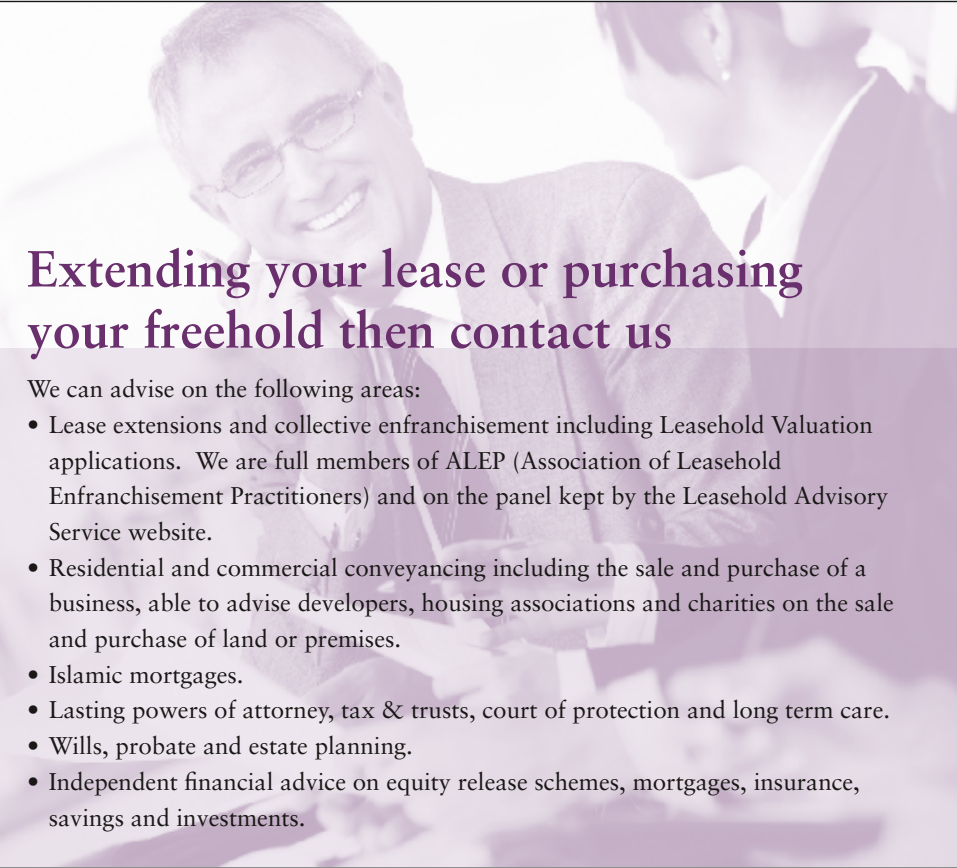 Extending your lease or purchasing
your freehold then contact us
We can advise on the following areas:
• Lease extensions and collective enfranchisement including Leasehold Valuation
applications.  We are full members of ALEP (Association of Leasehold
Enfranchisement Practitioners) and on the panel kept by the Leasehold Advisory
Service website.
• Residential and commercial conveyancing including the sale and purchase of a
business, able to advise developers, housing associations and charities on the sale
and purchase of land or premises.
• Islamic mortgages.
• Lasting powers of attorney, tax & trusts, court of protection and long term care.
• Wills, probate and estate planning.
• Independent financial advice on equity release schemes, mortgages, insurance,
savings and investments.